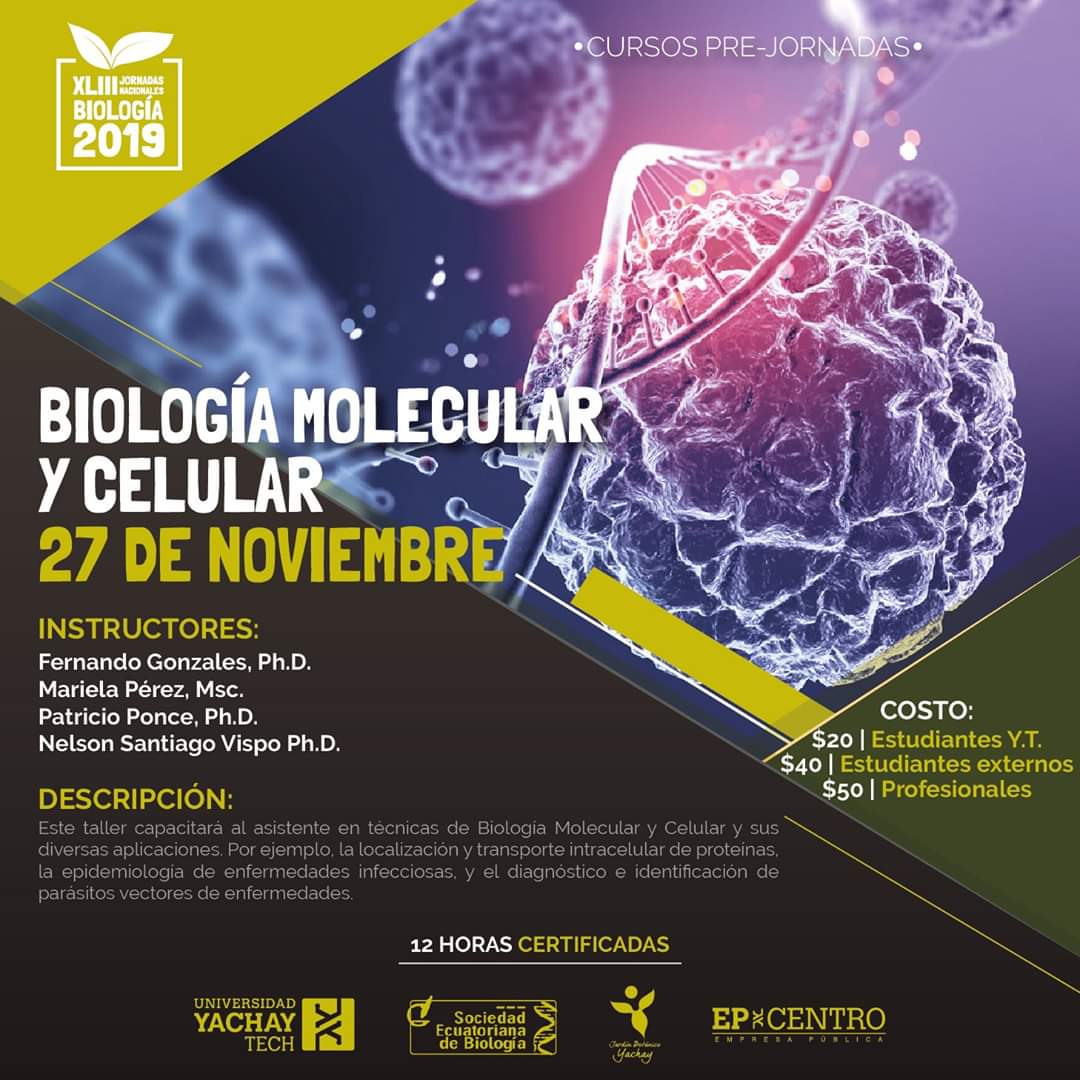 XLIII JORNADAS NACIONALES
BIOLOGÍA
2019
•CURSOS PRE-JORNADAS•
BIOLOGÍA MOLECULAR
Y CELULAR
27 DE NOVIEMBRE
INSTRUCTORES:
Fernando Gonzales, Ph.D.
Mariela Pérez, Msc.
Patricio Ponce, Ph.D.
Nelson Santiago Vispo Ph.D.
COSTO:
$20 | Estudiantes Y.T.
$40 | Estudiantes externos
$50 | Profesionales
DESCRIPCIÓN:
Este taller capacitará al asistente en técnicas de Biología Molecular y Celular y sus
diversas aplicaciones. Por ejemplo, la localización y transporte intracelular de proteínas,
la epidemiología de enfermedades infecciosas, y el diagnóstico e identificación de
parásitos vectores de enfermedades.
12 HORAS CERTIFICADAS
UNIVERSIDAD
YACHAY
TECH
Sociedad
Ecuatoriana
de Biología
Jardín Botánico
Yachay
EP CENTRO
EMPRESA PÚBLICA